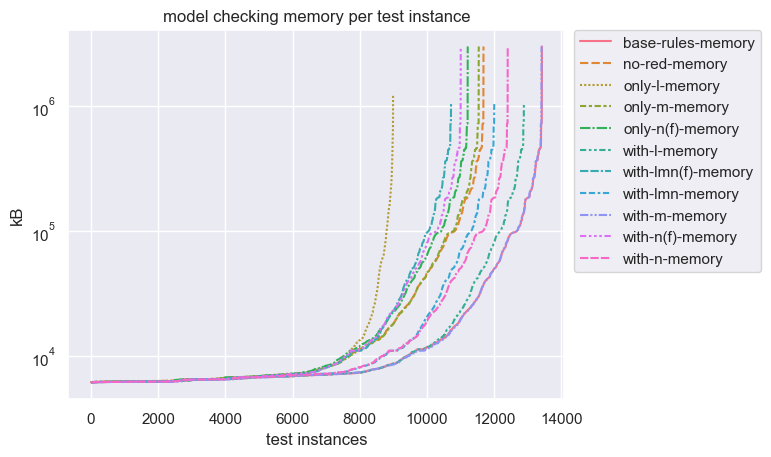 model checking memory per test instance
kB
10^6
10^5
10^4
0
2000
4000
6000
8000
10000
12000
14000
test instances
base-rules-memory
no-red-memory
only-l-memory
only-m-memory
only-n(f)-memory
with-l-memory
with-lmn(f)-memory
with-lmn-memory
with-m-memory
with-n(f)-memory
with-n-memory